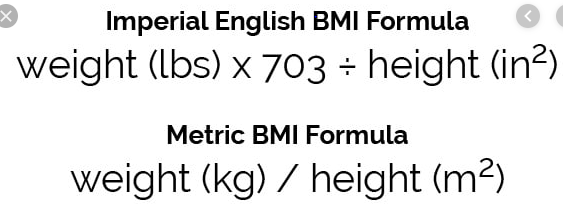 Imperial English BMI Formula
weight (lbs) x 703 ÷ height (in²)
Metric BMI Formula
weight (kg) / height (m²)